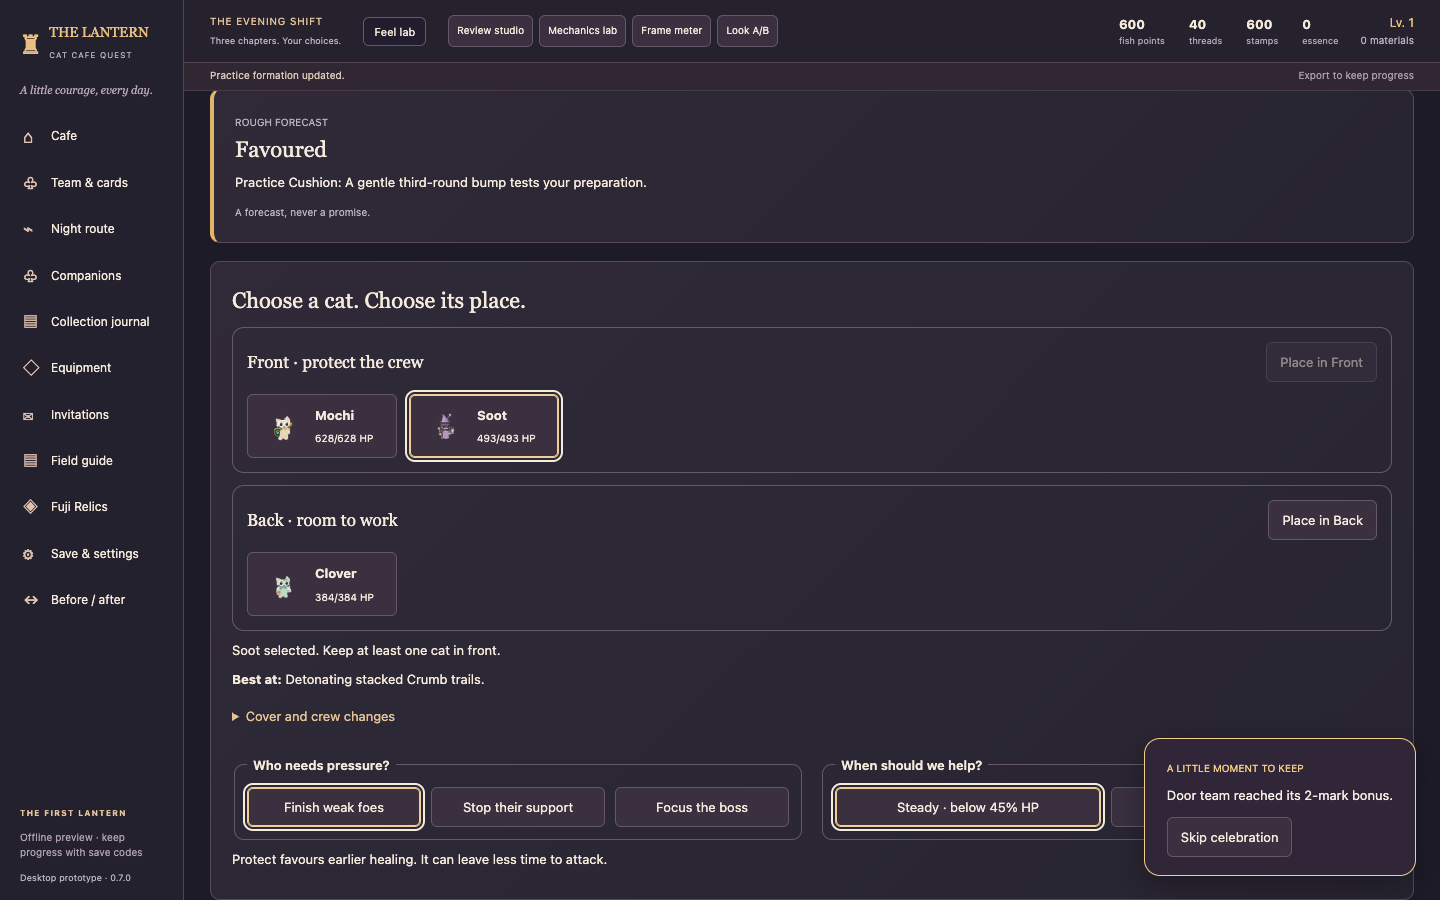 THE LANTERN
CAT CAFE QUEST
A little courage, every day.
Cafe
Team & cards
Night route
Companions
Collection journal
Equipment
Invitations
Field guide
Fuji Relics
Save & settings
Before / after
THE FIRST LANTERN
Offline preview · keep
progress with save codes
Desktop prototype · 0.7.0
THE EVENING SHIFT
Three chapters. Your choices.
Feel lab
Review studio
Mechanics lab
Frame meter
Look A/B
600
fish points
40
threads
600
stamps
0
essence
Lv. 1
0 materials
Practice formation updated.
Export to keep progress
ROUGH FORECAST
Favoured
Practice Cushion: A gentle third-round bump tests your preparation.
A forecast, never a promise.
Choose a cat. Choose its place.
Front · protect the crew
Place in Front
Mochi
628/628 HP
Soot
493/493 HP
Back · room to work
Place in Back
Clover
384/384 HP
Soot selected. Keep at least one cat in front.
Best at: Detonating stacked Crumb trails.
Cover and crew changes
Who needs pressure?
Finish weak foes
Stop their support
Focus the boss
When should we help?
Steady · below 45% HP
Protect favours earlier healing. It can leave less time to attack.
A LITTLE MOMENT TO KEEP
Door team reached its 2-mark bonus.
Skip celebration